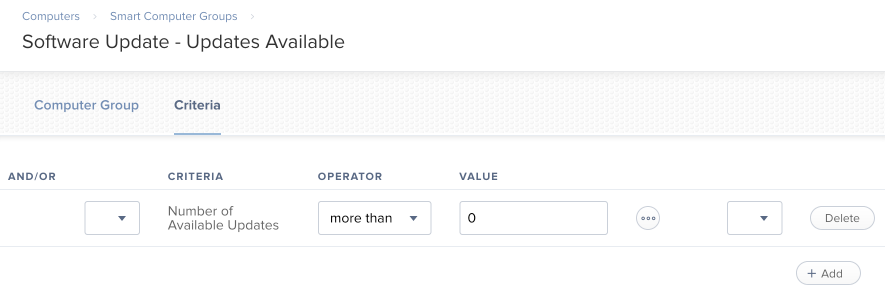 Computers › Smart Computer Groups ›
Software Update - Updates Available
Computer Group Criteria
AND/OR CRITERIA OPERATOR VALUE
Number of
Available Updates more than 0 Delete
+ Add